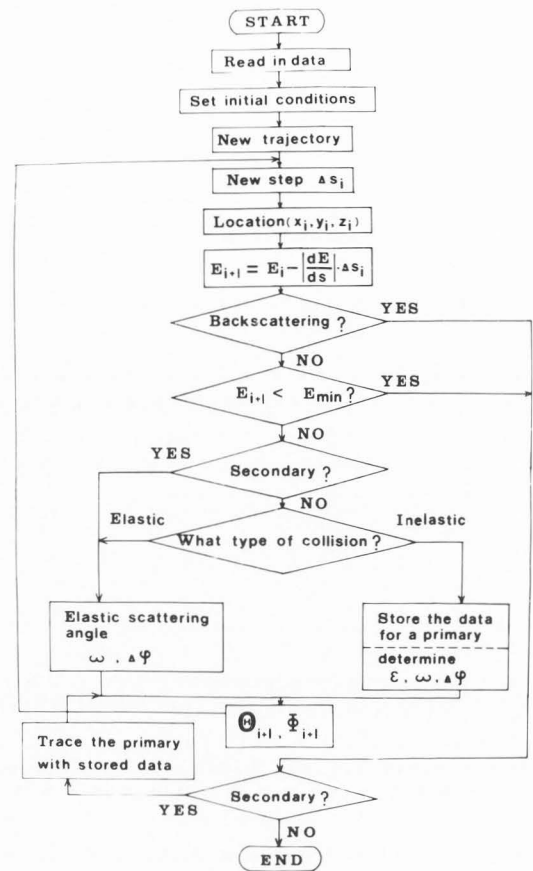 START
Read in data
Set initial conditions
New trajectory
New step Δs_i
Location(x_i, y_i, z_i)
E_{i+1} = E_i − |dE/ds| · Δs_i
Backscattering?
YES
NO
E_{i+1} < E_min?
YES
NO
Secondary?
YES
NO
What type of collision?
Elastic
Inelastic
Elastic scattering
angle
ω , Δφ
Store the data
for a primary
determine
ε, ω, Δφ
Θ_{i+1} , Φ_{i+1}
Trace the primary
with stored data
Secondary?
YES
NO
END